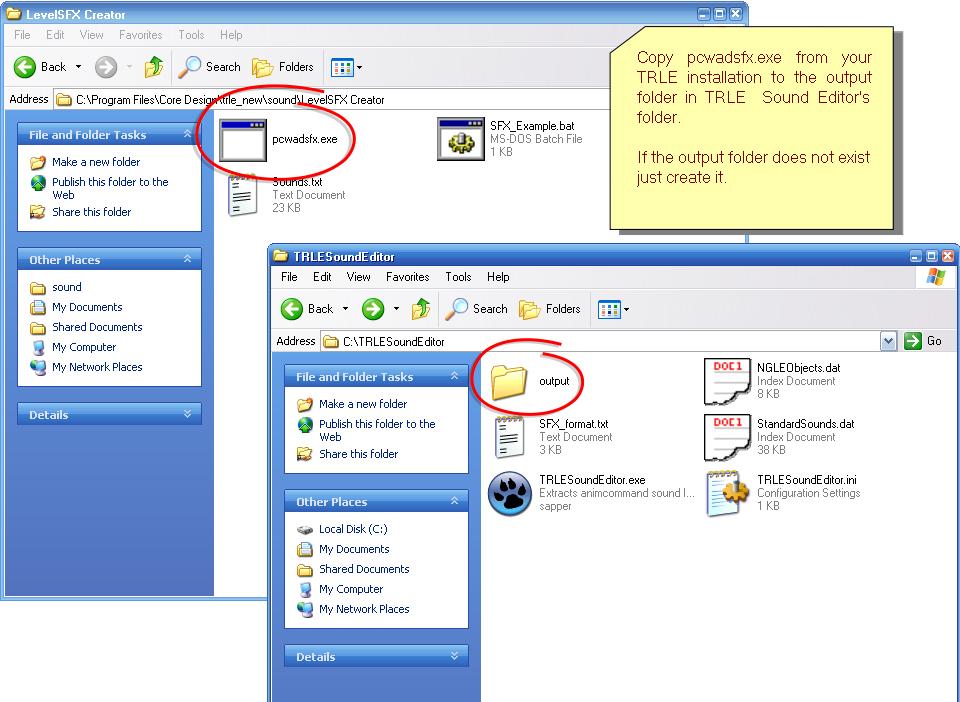 LevelSFX Creator
File Edit View Favorites Tools Help
Back Search Folders
Address C:\Program Files\Core Design\trle_new\sound\LevelSFX Creator
File and Folder Tasks
Make a new folder
Publish this folder to the
Web
Share this folder
Other Places
sound
My Documents
Shared Documents
My Computer
My Network Places
Details
pcwadsfx.exe
SFX_Example.bat
MS-DOS Batch File
1 KB
Sounds.txt
Text Document
23 KB
Copy pcwadsfx.exe from your
TRLE installation to the output
folder in TRLE Sound Editor's
folder.
If the output folder does not exist
just create it.
TRLESoundEditor
File Edit View Favorites Tools Help
Back Search Folders
Address C:\TRLESoundEditor Go
File and Folder Tasks
Make a new folder
Publish this folder to the
Web
Share this folder
Other Places
Local Disk (C:)
My Documents
Shared Documents
My Computer
My Network Places
Details
output
DOC1
NGLEObjects.dat
Index Document
8 KB
SFX_format.txt
Text Document
3 KB
DOC1
StandardSounds.dat
Index Document
38 KB
TRLESoundEditor.exe
Extracts animcommand sound I...
sapper
TRLESoundEditor.ini
Configuration Settings
1 KB